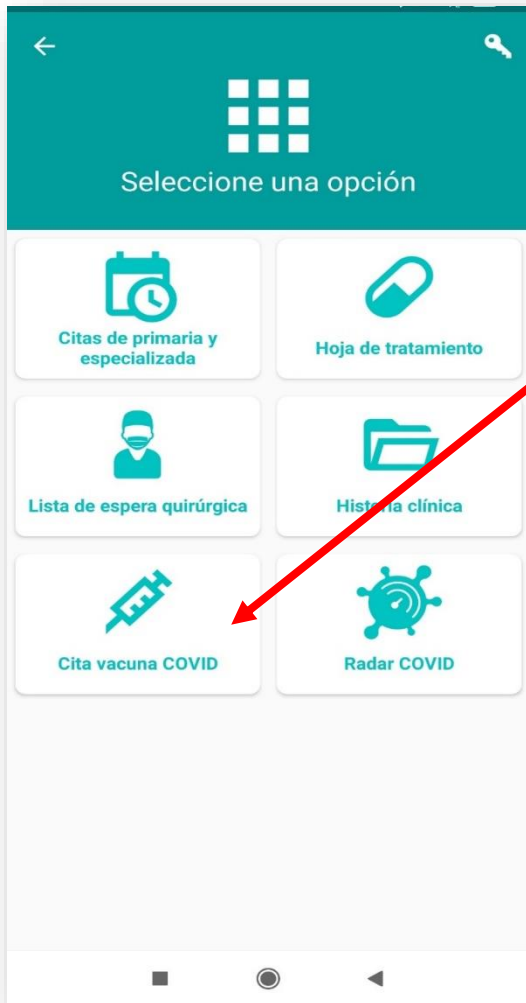 Seleccione una opción
Citas de primaria y
especializada
Hoja de tratamiento
Lista de espera quirúrgica
Historia clínica
Cita vacuna COVID
Radar COVID